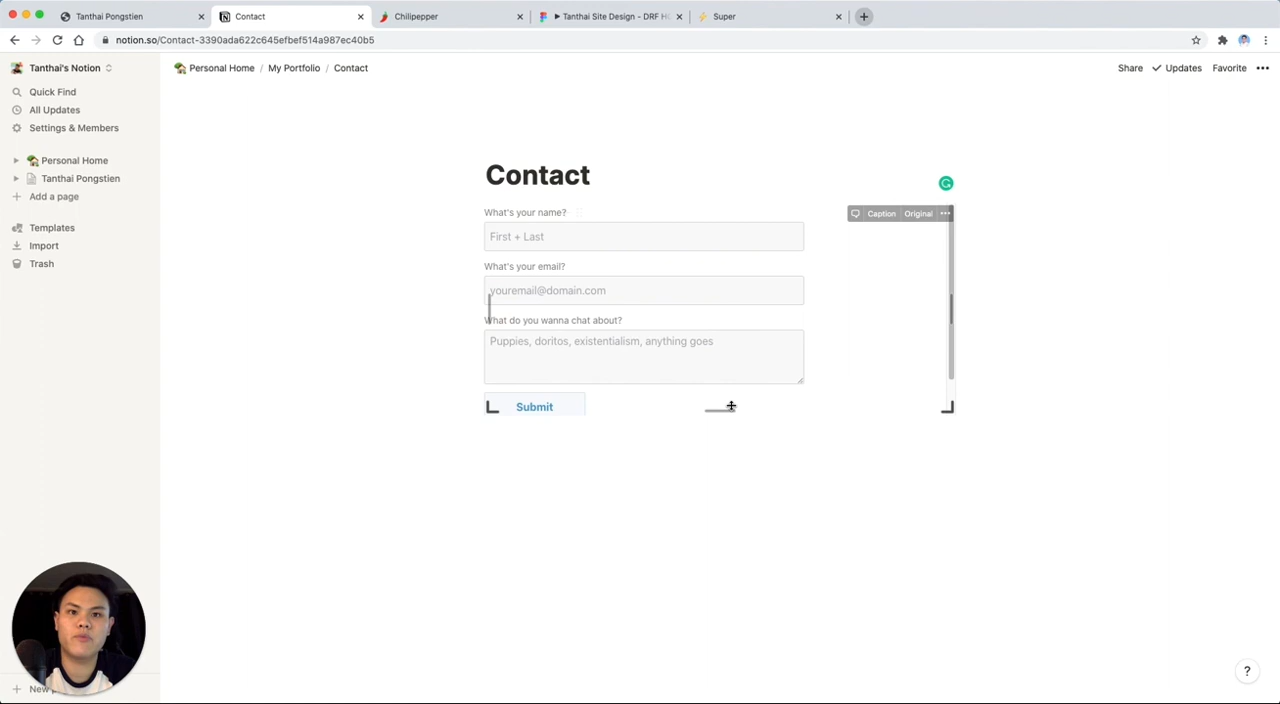 Tanthai Pongstien
Contact
Chilipepper
Tanthai Site Design - DRF H
Super
notion.so/Contact-3390ada622c645efbef514a987ec40b5
Tanthai's Notion
Personal Home / My Portfolio / Contact
Share
Updates
Favorite
Quick Find
All Updates
Settings & Members
Personal Home
Tanthai Pongstien
Add a page
Templates
Import
Trash
Contact
What's your name?
Caption
Original
First + Last
What's your email?
youremail@domain.com
What do you wanna chat about?
Puppies, doritos, existentialism, anything goes
Submit
New
?